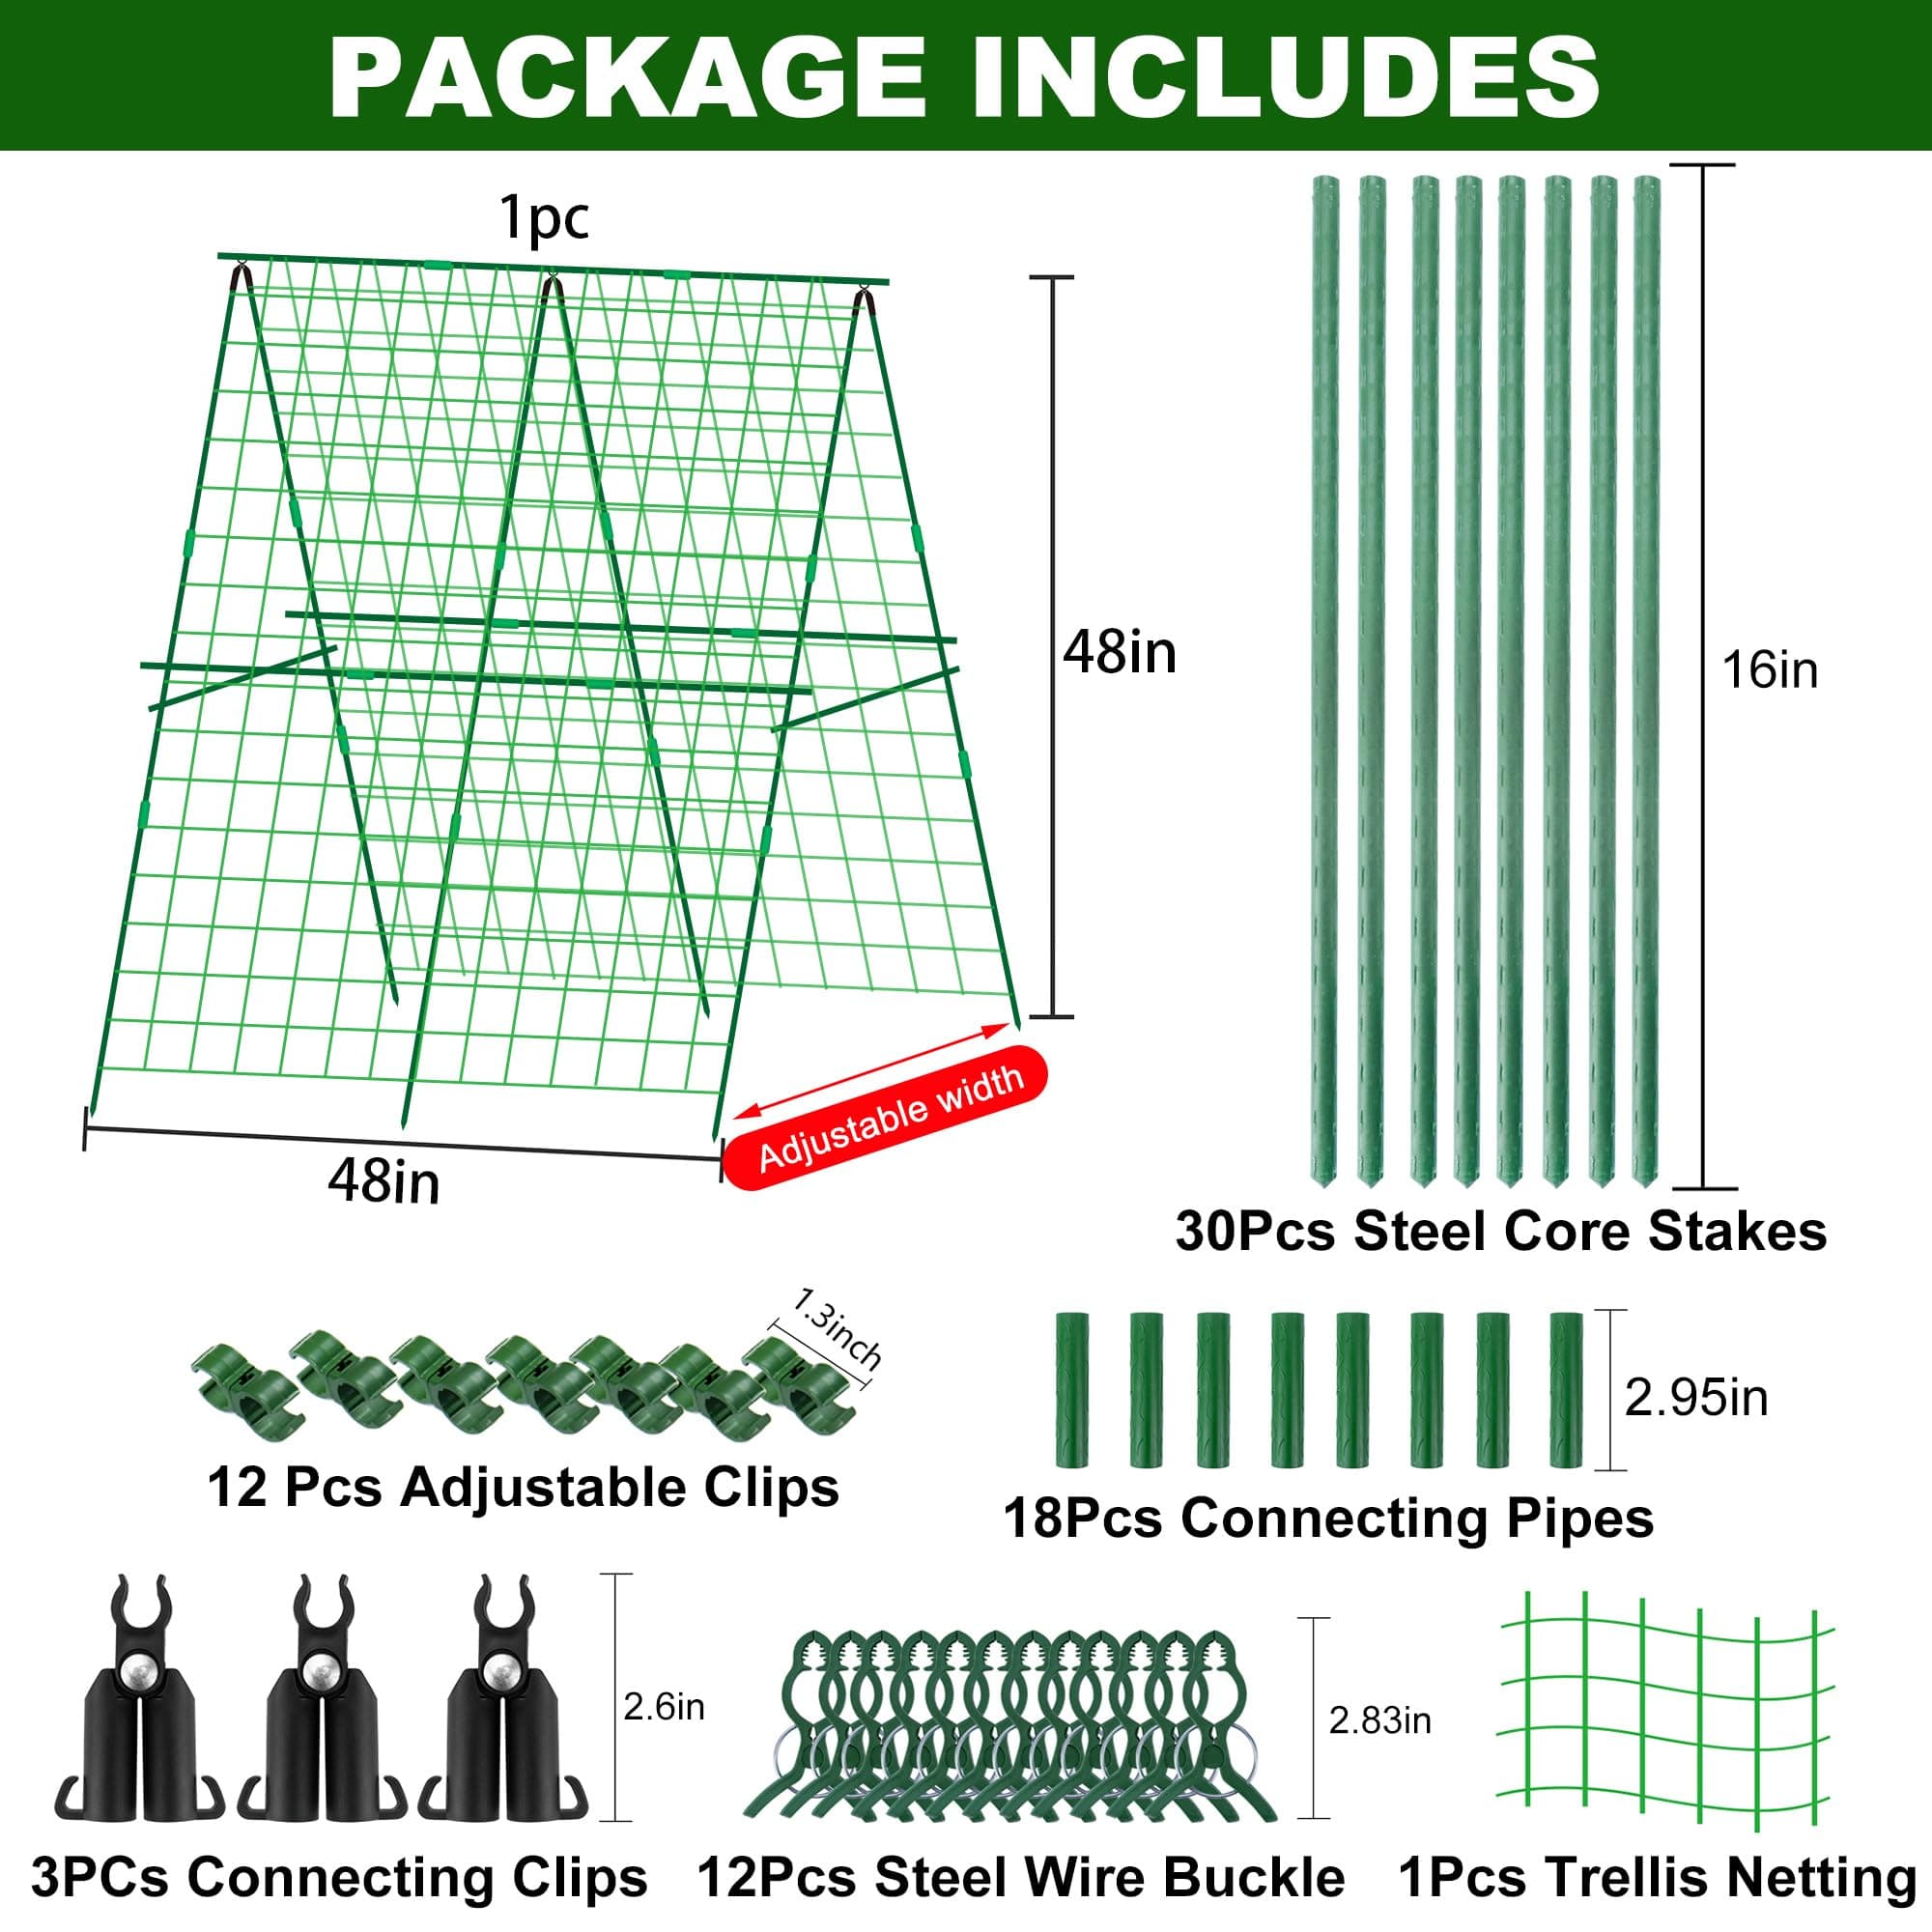 PACKAGE INCLUDES
1pc
48in
16in
Adjustable width
48in
30Pcs Steel Core Stakes
1.3inch
2.95in
12 Pcs Adjustable Clips
18Pcs Connecting Pipes
2.6in
2.83in
3PCs Connecting Clips
12Pcs Steel Wire Buckle
1Pcs Trellis Netting